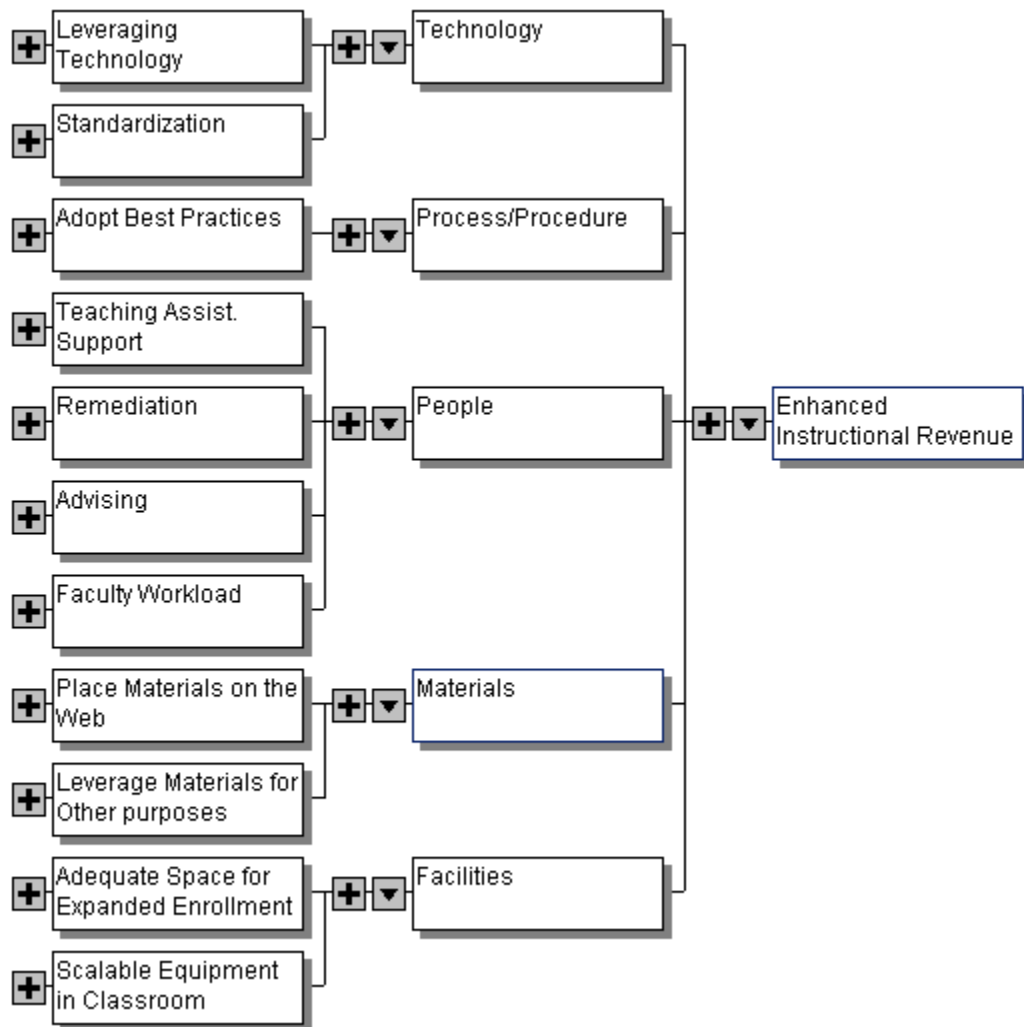 Leveraging
Technology
Technology
Standardization
Adopt Best Practices
Process/Procedure
Teaching Assist.
Support
Remediation
People
Enhanced
Instructional Revenue
Advising
Faculty Workload
Place Materials on the
Web
Materials
Leverage Materials for
Other purposes
Adequate Space for
Expanded Enrollment
Facilities
Scalable Equipment
in Classroom